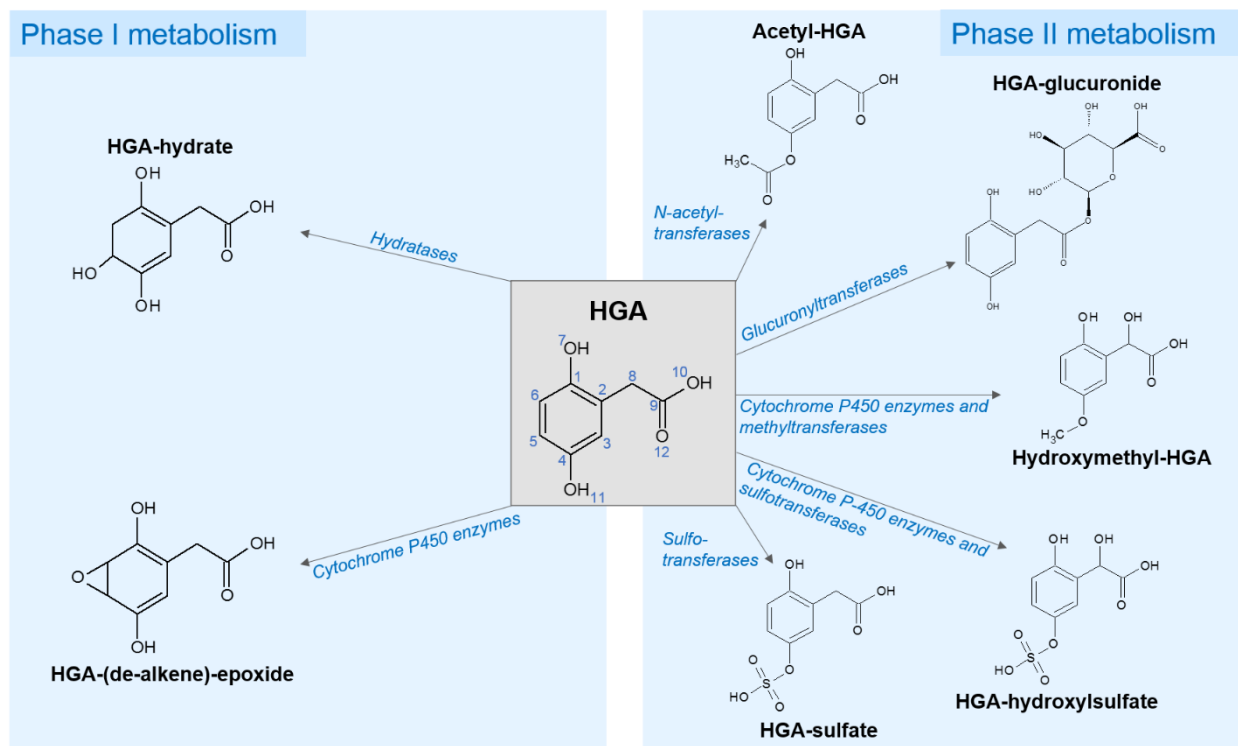 Phase I metabolism
HGA-hydrate
OH
OH
O
HO
OH
Hydratases
OH
OH
O
O
OH
HGA-(de-alkene)-epoxide
Cytochrome P450 enzymes
HGA
7
OH
1
2
3
4
5
6
8
9
10
OH
O
12
OH
11
Phase II metabolism
Acetyl-HGA
OH
OH
O
O
H3C
O
N-acetyl-
transferases
HGA-glucuronide
OH
OH
HO
O
HO
O
OH
O
O
OH
Glucuronyltransferases
OH
OH
OH
O
O
H3C
Hydroxymethyl-HGA
Cytochrome P450 enzymes and
methyltransferases
Cytochrome P-450 enzymes and
sulfotransferases
OH
OH
OH
O
O
O
S
HO
O
HGA-hydroxylsulfate
Sulfo-
transferases
OH
OH
O
O
O
S
HO
O
HGA-sulfate